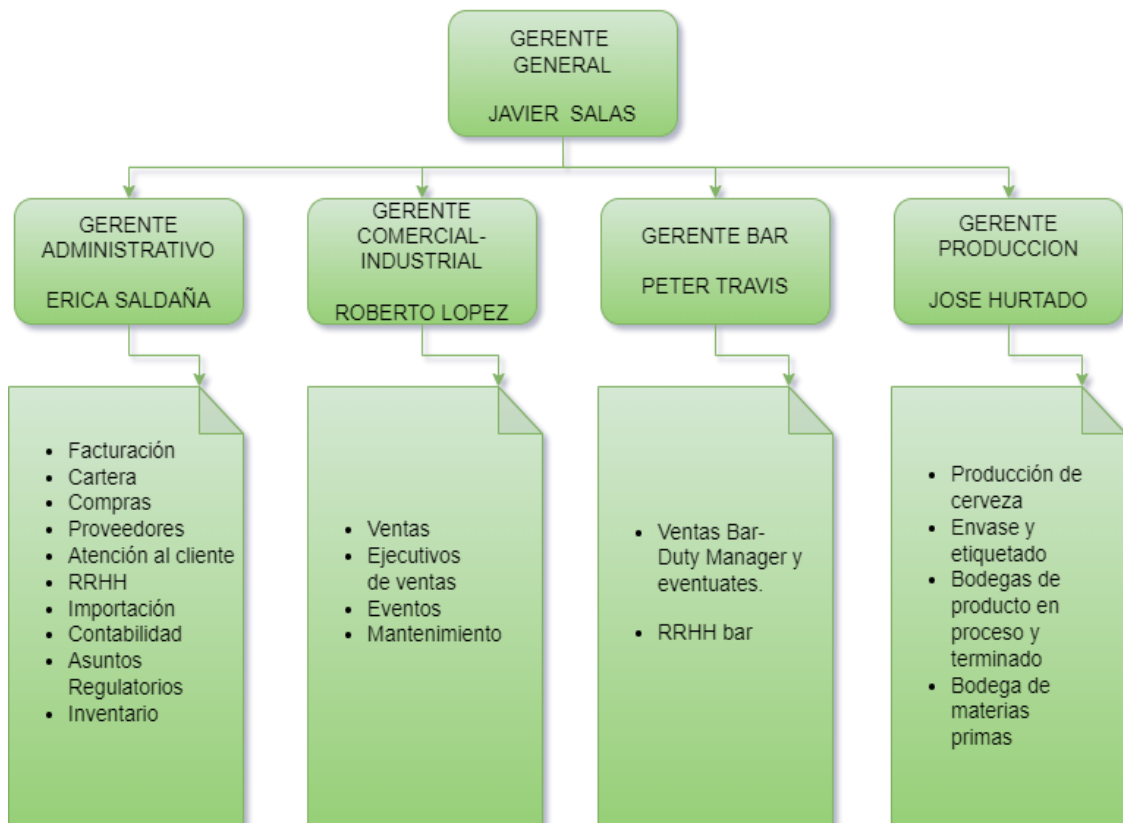 GERENTE
GENERAL
JAVIER SALAS
GERENTE
ADMINISTRATIVO
ERICA SALDAÑA
GERENTE
COMERCIAL-
INDUSTRIAL
ROBERTO LOPEZ
GERENTE BAR
PETER TRAVIS
GERENTE
PRODUCCION
JOSE HURTADO
• Facturación
• Cartera
• Compras
• Proveedores
• Atención al cliente
• RRHH
• Importación
• Contabilidad
• Asuntos
Regulatorios
• Inventario
• Ventas
• Ejecutivos
de ventas
• Eventos
• Mantenimiento
• Ventas Bar-
Duty Manager y
eventuates.
• RRHH bar
• Producción de
cerveza
• Envase y
etiquetado
• Bodegas de
producto en
proceso y
terminado
• Bodega de
materias
primas